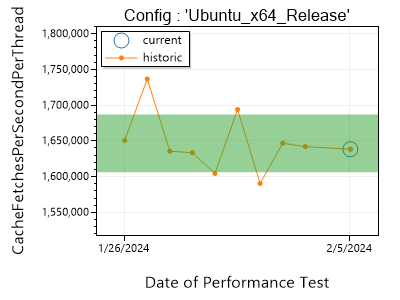 Config : 'Ubuntu_x64_Release'
CacheFetchesPerSecondPerThread
1,800,000
1,750,000
1,700,000
1,650,000
1,600,000
1,550,000
current
historic
1/26/2024
2/5/2024
Date of Performance Test